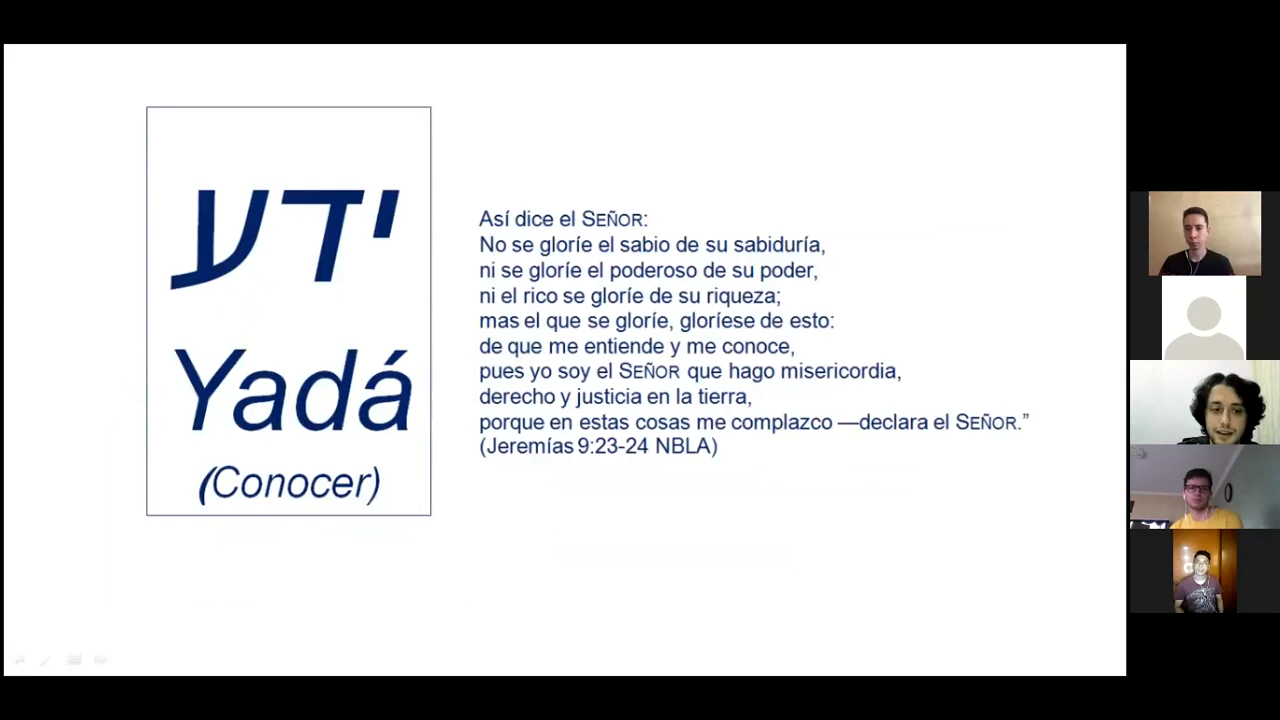 ידע
Yadá
(Conocer)
Así dice el SEÑOR:
No se gloríe el sabio de su sabiduría,
ni se gloríe el poderoso de su poder,
ni el rico se gloríe de su riqueza;
mas el que se gloríe, gloríese de esto:
de que me entiende y me conoce,
pues yo soy el SEÑOR que hago misericordia,
derecho y justicia en la tierra,
porque en estas cosas me complazco —declara el SEÑOR.”
(Jeremías 9:23-24 NBLA)